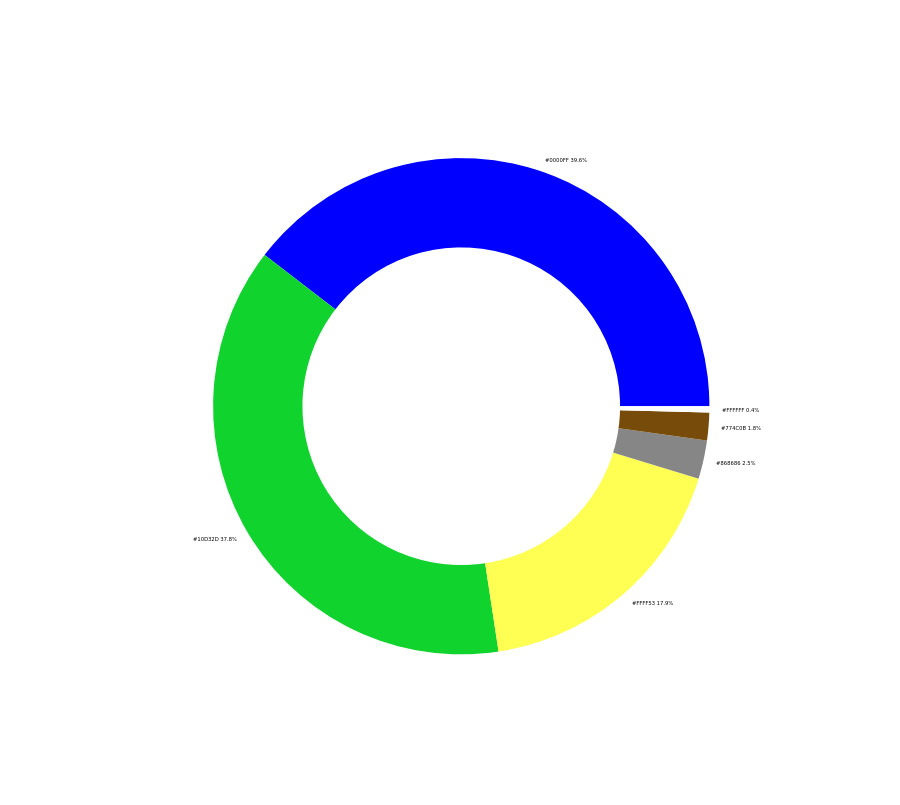 #0000FF 39.6%
#FFFFFF 0.4%
#774C0B 1.8%
#868686 2.5%
#10D32D 37.8%
#FFFF53 17.9%